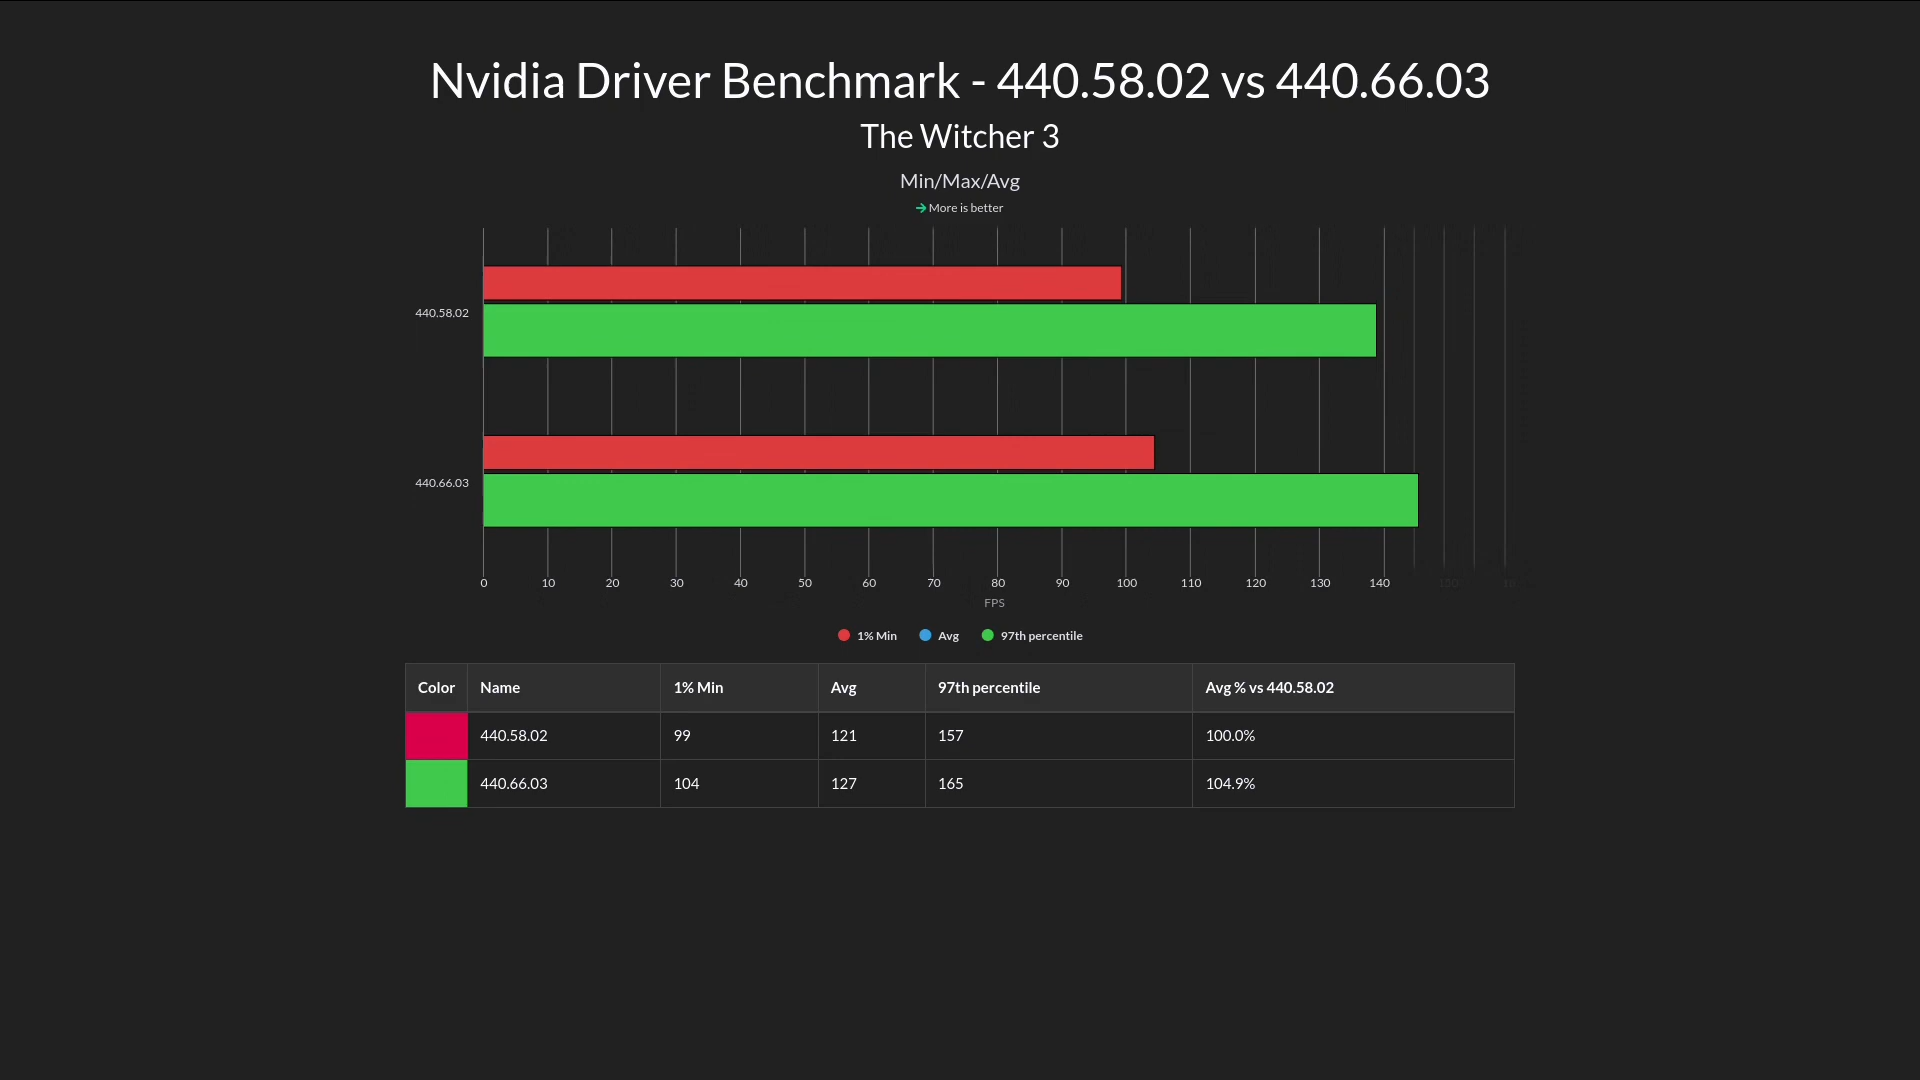 Nvidia Driver Benchmark - 440.58.02 vs 440.66.03
The Witcher 3
Min/Max/Avg
More is better
440.58.02
440.66.03
0 10 20 30 40 50 60 70 80 90 100 110 120 130 140 150
FPS
1% Min Avg 97th percentile
Color Name 1% Min Avg 97th percentile Avg % vs 440.58.02
440.58.02 99 121 157 100.0%
440.66.03 104 127 165 104.9%